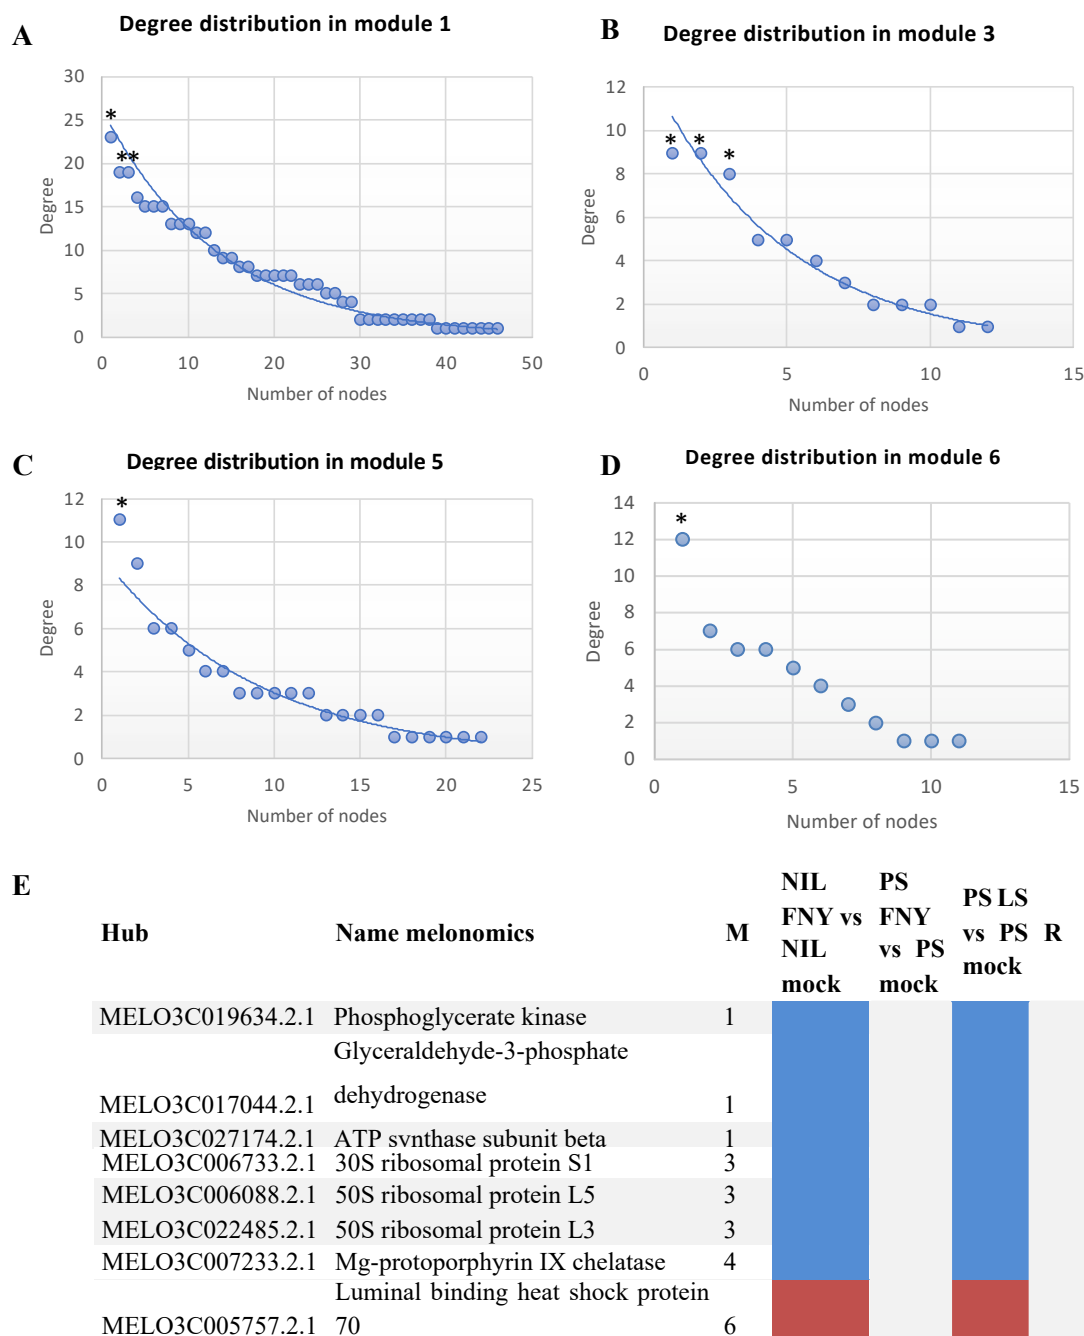 A
Degree distribution in module 1
30
25
20
15
10
5
0
Degree
*
**
0 10 20 30 40 50
Number of nodes
B
Degree distribution in module 3
12
10
8
6
4
2
0
Degree
* * *
0 5 10 15
Number of nodes
C
Degree distribution in module 5
12
10
8
6
4
2
0
Degree
*
0 5 10 15 20 25
Number of nodes
D
Degree distribution in module 6
14
12
10
8
6
4
2
0
Degree
*
0 5 10 15
Number of nodes
E
Hub Name melonomics M NIL FNY vs NIL mock PS FNY vs PS mock PS LS vs PS mock R
MELO3C019634.2.1 Phosphoglycerate kinase 1
Glyceraldehyde-3-phosphate
MELO3C017044.2.1 dehydrogenase 1
MELO3C027174.2.1 ATP synthase subunit beta 1
MELO3C006733.2.1 30S ribosomal protein S1 3
MELO3C006088.2.1 50S ribosomal protein L5 3
MELO3C022485.2.1 50S ribosomal protein L3 3
MELO3C007233.2.1 Mg-protoporphyrin IX chelatase 4
Luminal binding heat shock protein
MELO3C005757.2.1 70 6